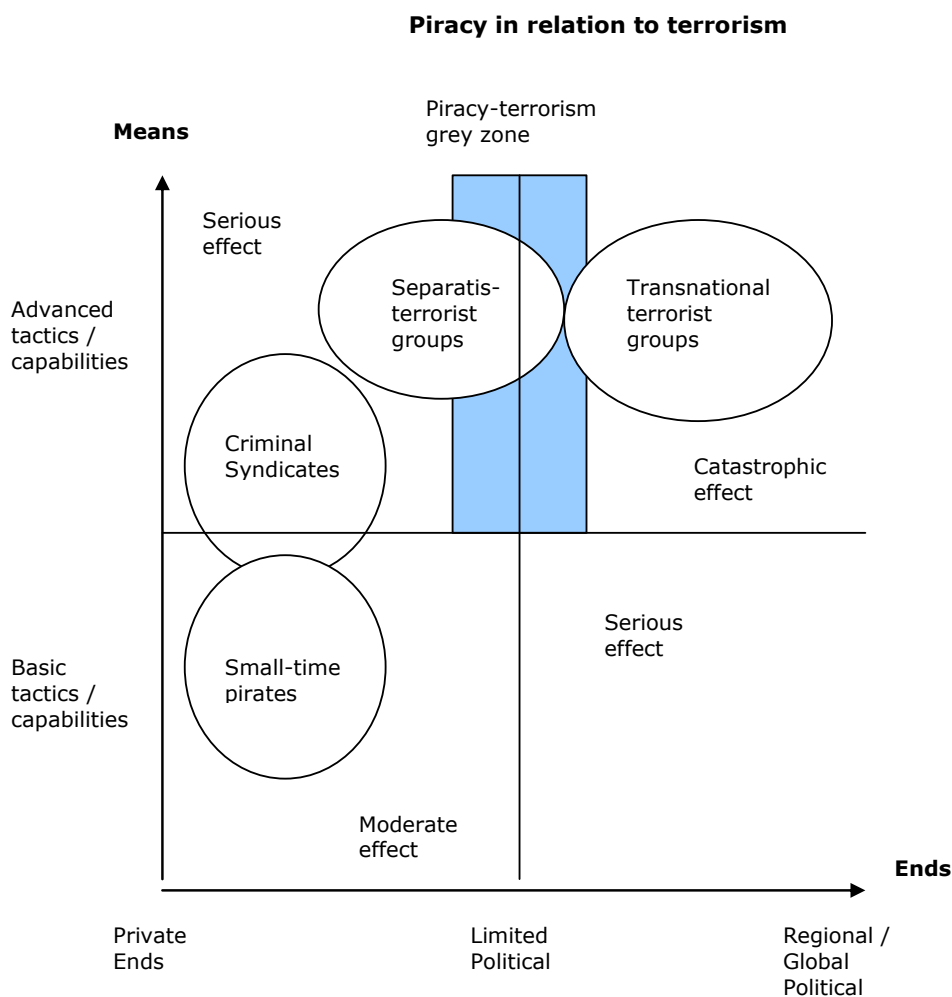 Piracy in relation to terrorism
Piracy-terrorism
grey zone
Means
Serious
effect
Separatis-
terrorist
groups
Transnational
terrorist
groups
Advanced
tactics /
capabilities
Criminal
Syndicates
Catastrophic
effect
Serious
effect
Basic
tactics /
capabilities
Small-time
pirates
Moderate
effect
Ends
Private
Ends
Limited
Political
Regional /
Global
Political